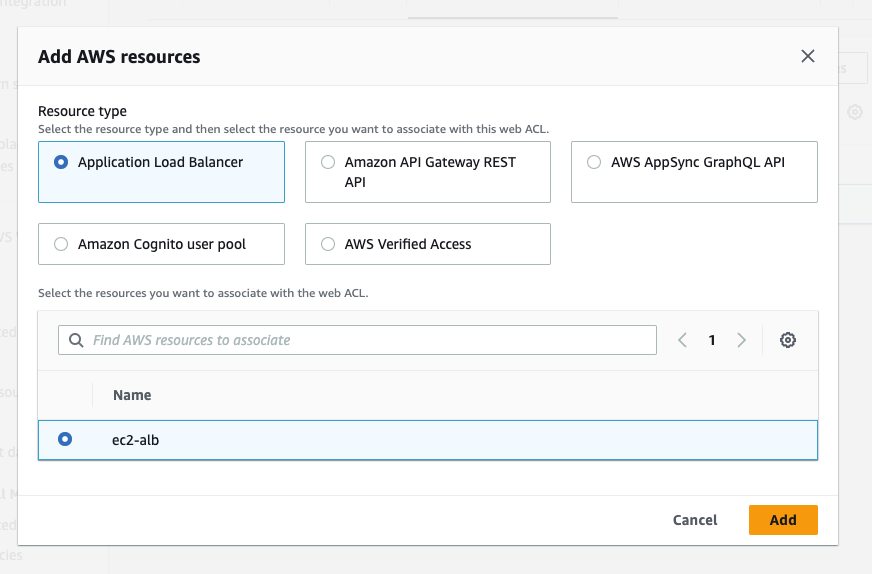 ntegration
Add AWS resources
Resource type
Select the resource type and then select the resource you want to associate with this web ACL.
Application Load Balancer
Amazon API Gateway REST
API
AWS AppSync GraphQL API
Amazon Cognito user pool
AWS Verified Access
Select the resources you want to associate with the web ACL.
Find AWS resources to associate
1
Name
ec2-alb
Cancel
Add